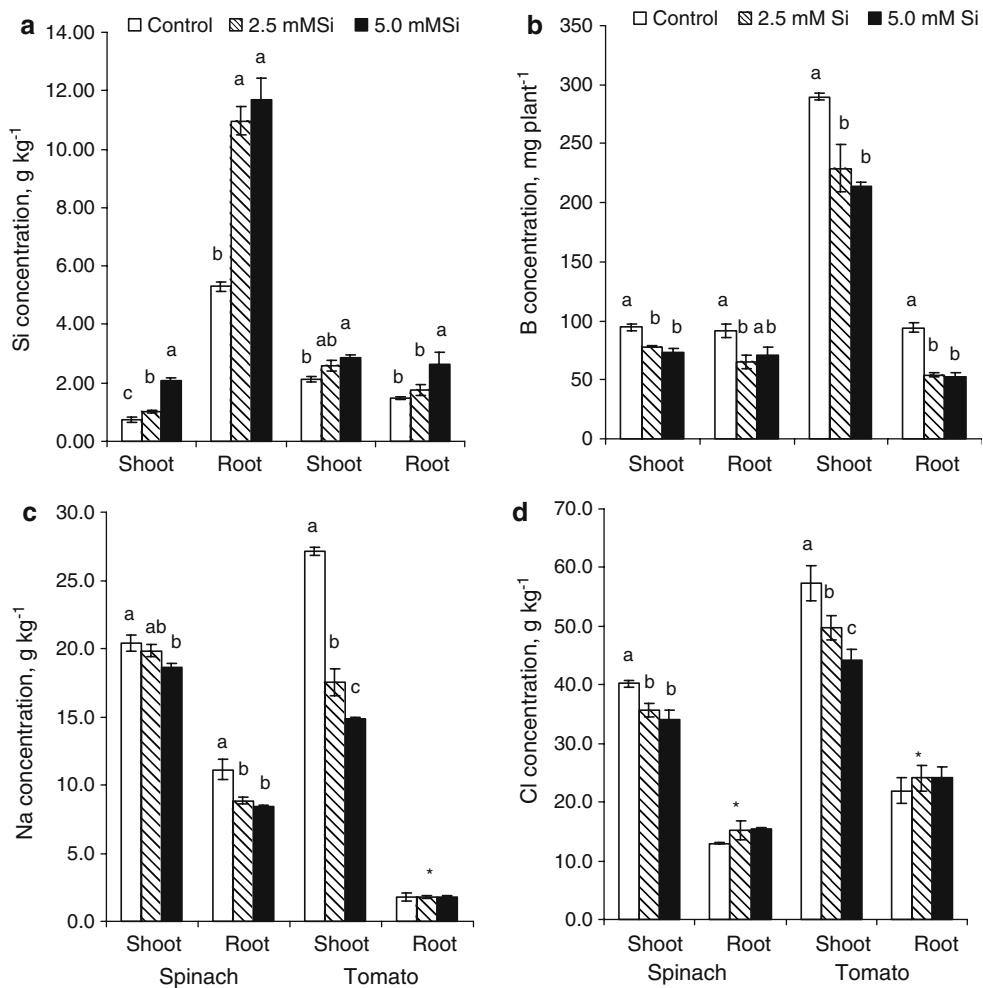 a
Control 2.5 mMSi 5.0 mMSi
14.00
12.00
10.00
8.00
6.00
4.00
2.00
0.00
Si concentration, g kg-1
c b a
b a a
b ab a
b b a
Shoot Root Shoot Root
b
Control 2.5 mM Si 5.0 mM Si
350
300
250
200
150
100
50
0
B concentration, mg plant-1
a b b
a b a b
a b b
a b b
Shoot Root Shoot Root
c
30.0
25.0
20.0
15.0
10.0
5.0
0.0
Na concentration, g kg-1
a ab b
a b b
a b c
*
Shoot Root Shoot Root
Spinach Tomato
d
70.0
60.0
50.0
40.0
30.0
20.0
10.0
0.0
Cl concentration, g kg-1
a b b
*
a b c
*
Shoot Root Shoot Root
Spinach Tomato